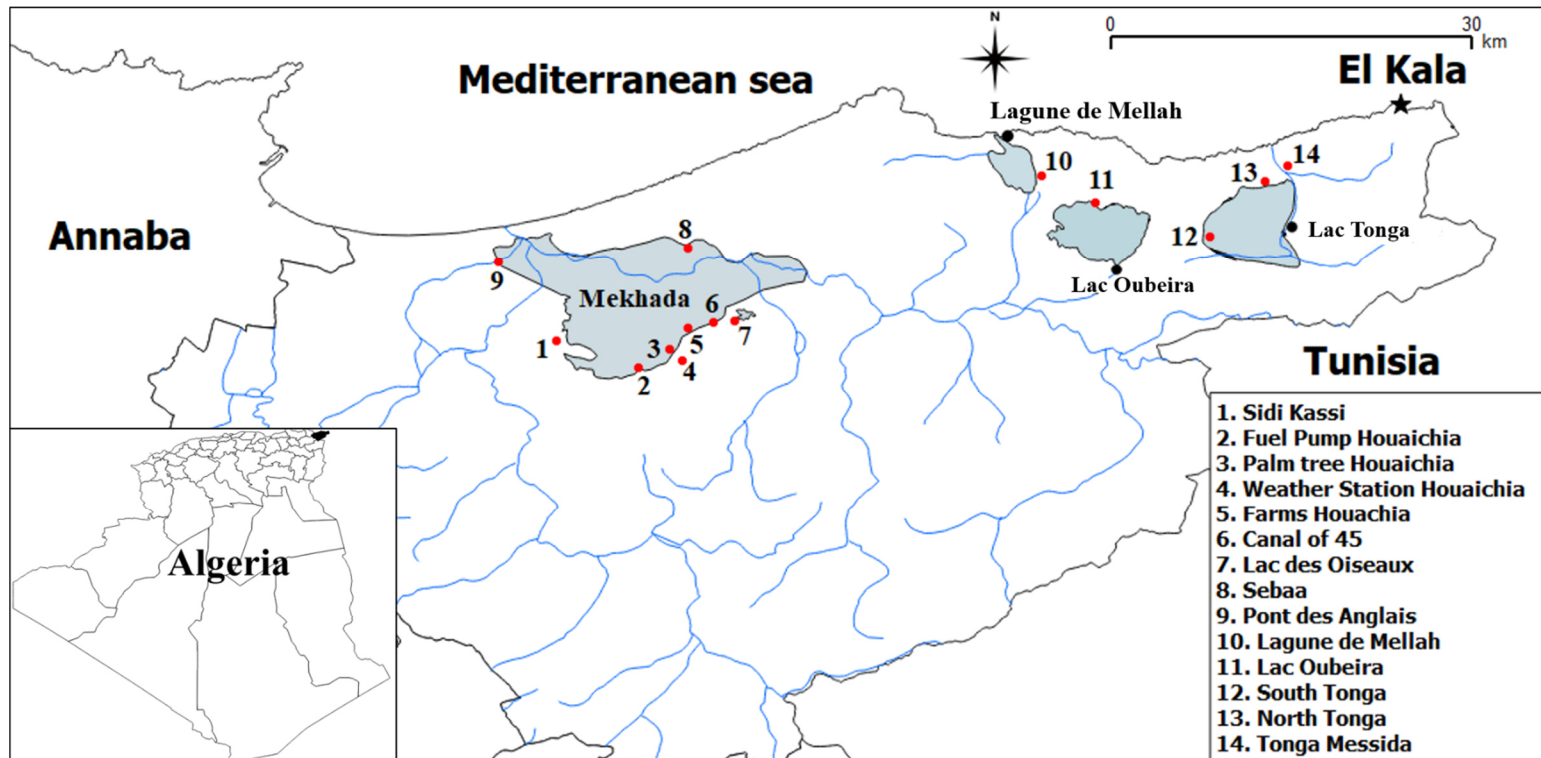 N
0 30
km
El Kala
Mediterranean sea
Lagune de Mellah
10
14
13
11
Annaba
12
Lac Tonga
8
9
Lac Oubeira
Mekhada
6
7
5
1
3
4
2
Tunisia
1. Sidi Kassi
2. Fuel Pump Houaichia
3. Palm tree Houaichia
4. Weather Station Houaichia
5. Farms Houachia
6. Canal of 45
7. Lac des Oiseaux
8. Sebaa
9. Pont des Anglais
10. Lagune de Mellah
11. Lac Oubeira
12. South Tonga
13. North Tonga
14. Tonga Messida
Algeria